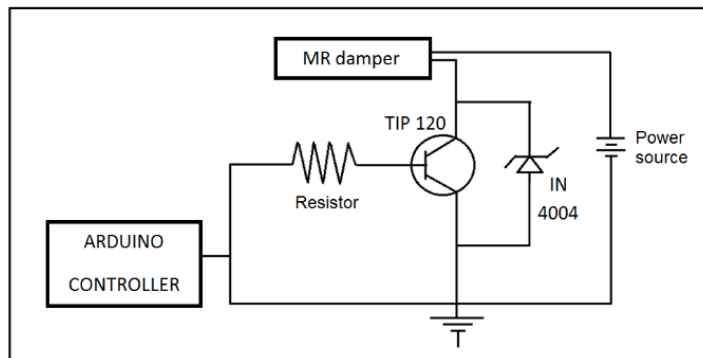 MR damper
TIP 120
Power
source
Resistor
IN
4004
ARDUINO
CONTROLLER